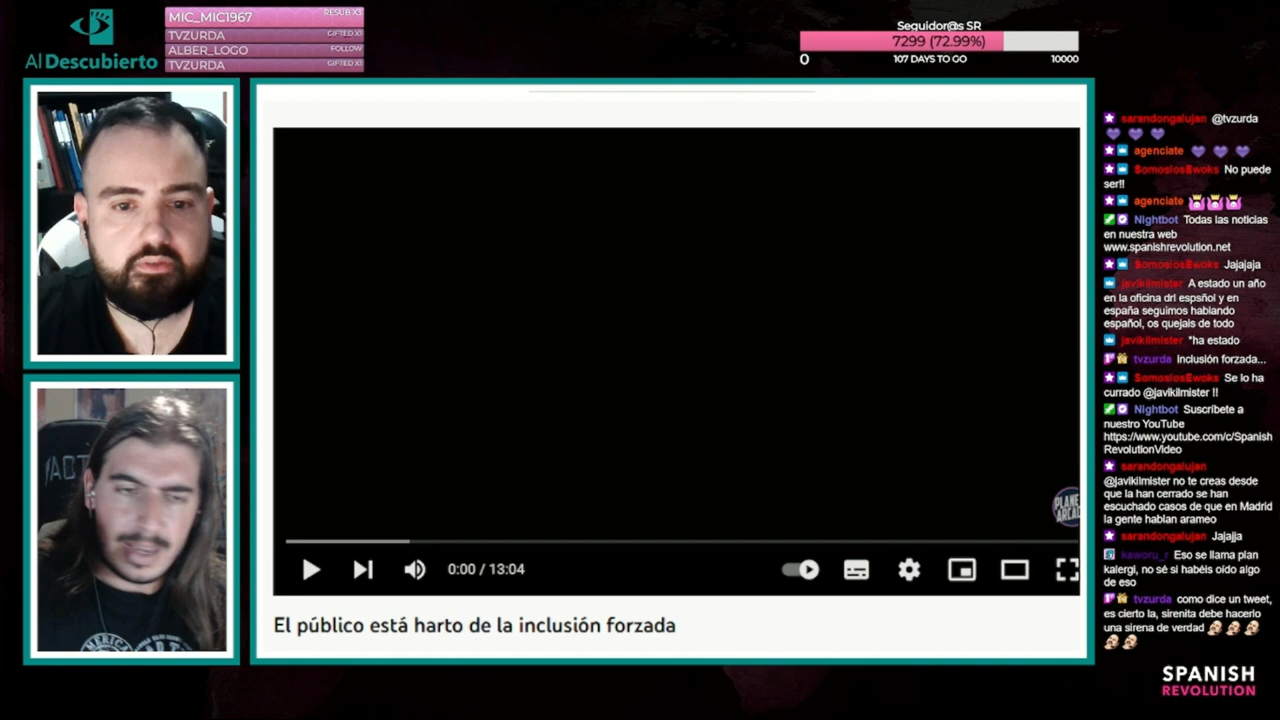 Al Descubierto
MIC_MIC1967 RESUB X3
TVZURDA GIFTED X1
ALBER_LOGO FOLLOW
TVZURDA GIFTED X1
Seguidor@s SR
7299 (72.99%)
0 107 DAYS TO GO 10000
0:00 / 13:04
El público está harto de la inclusión forzada
sarandongalujan @tvzurda
agenciate
SomoslosEwoks No puede
ser!!
agenciate
Nightbot Todas las noticias
en nuestra web
www.spanishrevolution.net
SomoslosEwoks Jajajaja
javikilmister A estado un año
en la oficina drl espsñol y en
españa seguimos hablando
español, os quejais de todo
javikilmister *ha estado
tvzurda inclusión forzada...
SomoslosEwoks Se lo ha
currado @javikilmister !!
Nightbot Suscríbete a
nuestro YouTube
https://www.youtube.com/c/Spanish
RevolutionVideo
sarandongalujan
@javikilmister no te creas desde
que la han cerrado se han
escuchado casos de que en Madrid
la gente hablan arameo
sarandongalujan Jajajja
kaworu_r Eso se llama plan
kalergi, no sé si habéis oído algo
de eso
tvzurda como dice un tweet,
es cierto la, sirenita debe hacerlo
una sirena de verdad
SPANISH
REVOLUTION